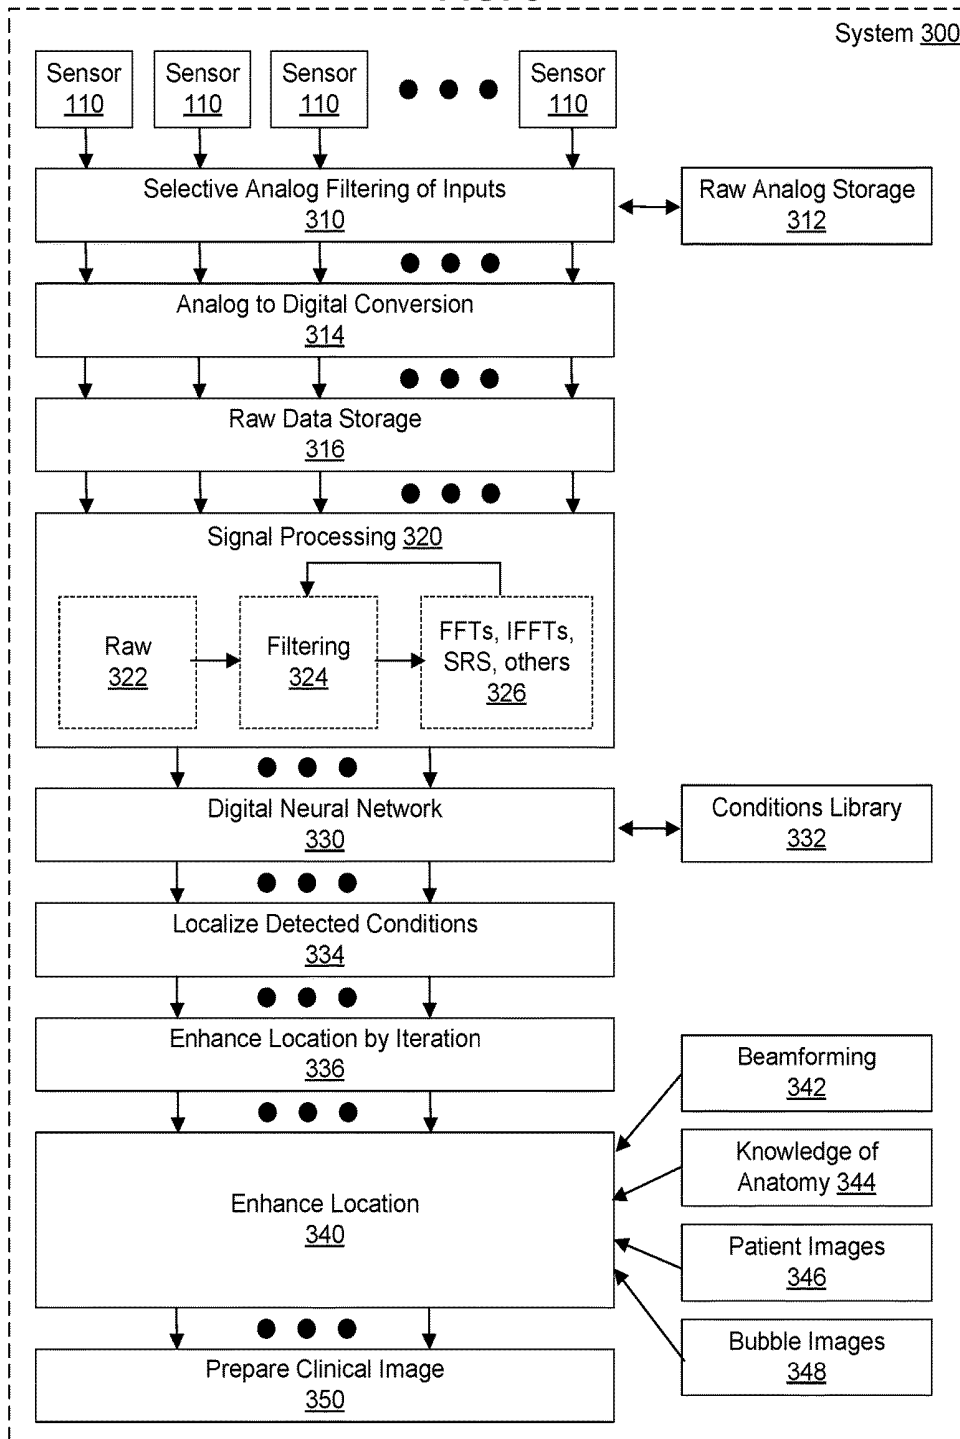 System 300
Sensor
110
Sensor
110
Sensor
110
Sensor
110
Selective Analog Filtering of Inputs
310
Raw Analog Storage
312
Analog to Digital Conversion
314
Raw Data Storage
316
Signal Processing 320
Raw
322
Filtering
324
FFTs, IFFTs,
SRS, others
326
Digital Neural Network
330
Conditions Library
332
Localize Detected Conditions
334
Enhance Location by Iteration
336
Beamforming
342
Knowledge of
Anatomy 344
Enhance Location
340
Patient Images
346
Bubble Images
348
Prepare Clinical Image
350